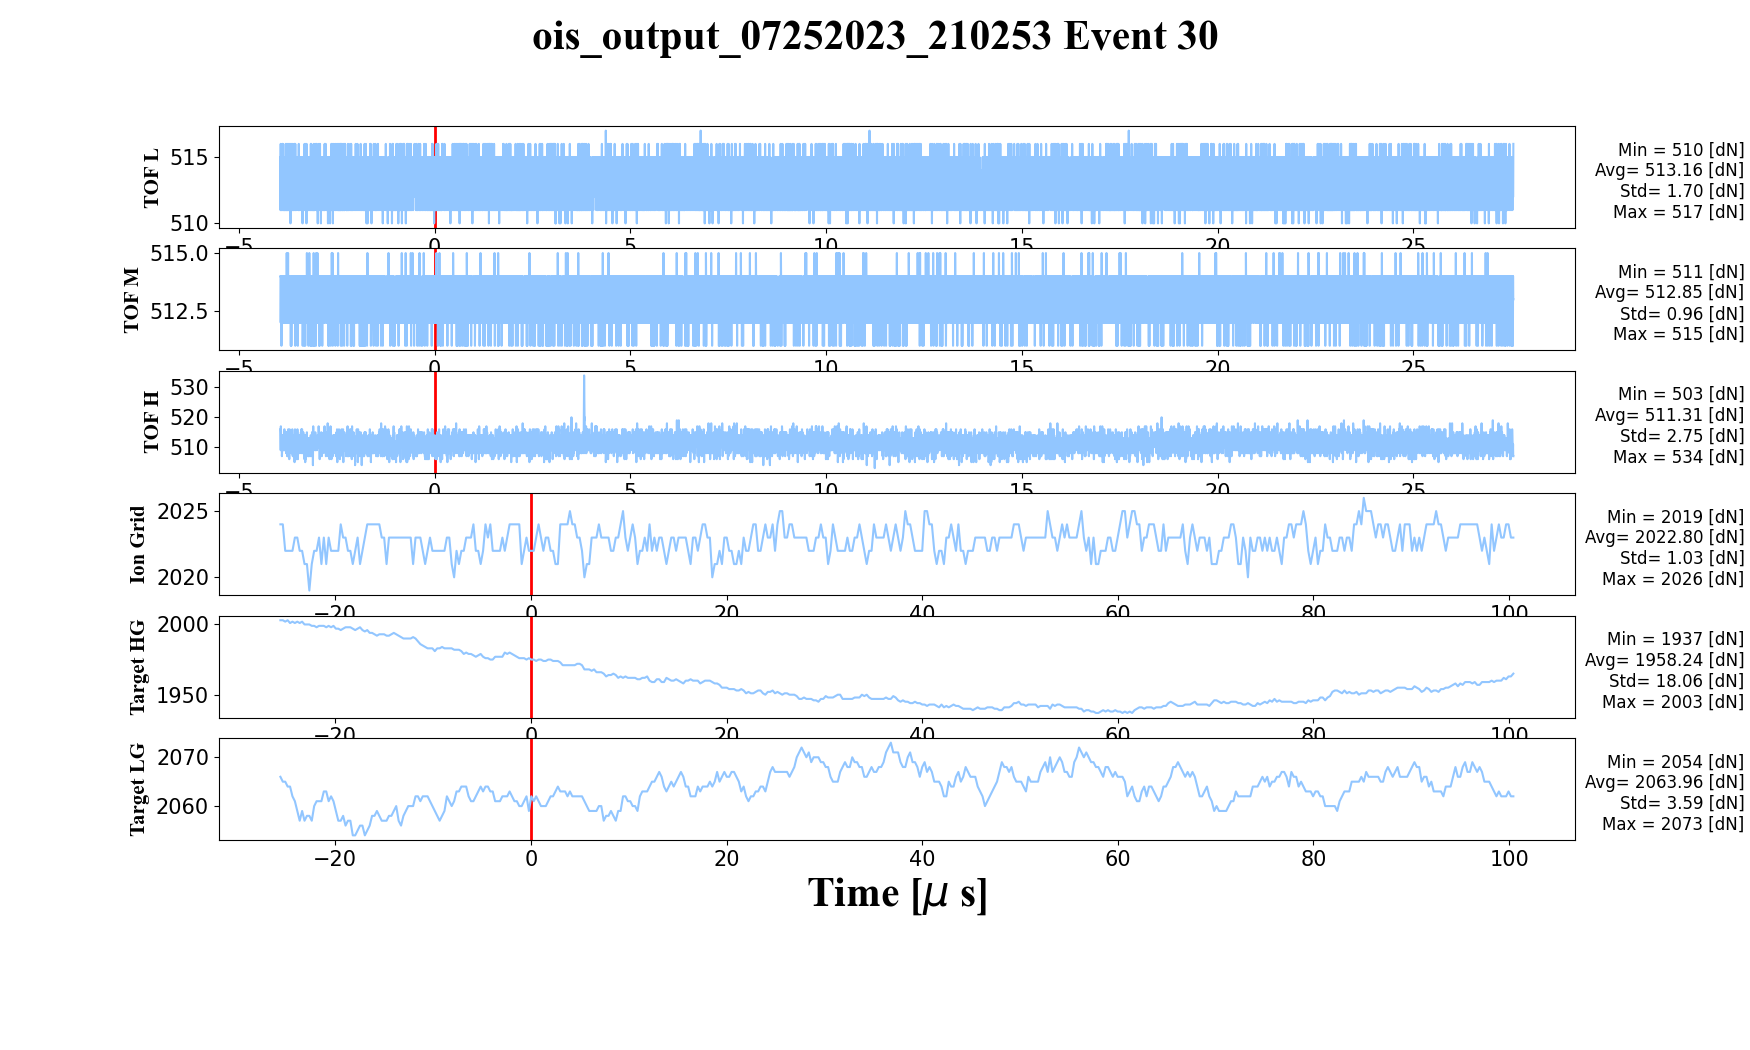 ois_output_07252023_210253 Event 30
TOF L
515
510
Min = 510 [dN]
Avg= 513.16 [dN]
Std= 1.70 [dN]
Max = 517 [dN]
−5 0 5 10 15 20 25
TOF M
515.0
512.5
Min = 511 [dN]
Avg= 512.85 [dN]
Std= 0.96 [dN]
Max = 515 [dN]
−5 0 5 10 15 20 25
TOF H
530
520
510
Min = 503 [dN]
Avg= 511.31 [dN]
Std= 2.75 [dN]
Max = 534 [dN]
−5 0 5 10 15 20 25
Ion Grid
2025
2020
Min = 2019 [dN]
Avg= 2022.80 [dN]
Std= 1.03 [dN]
Max = 2026 [dN]
−20 0 20 40 60 80 100
Target HG
2000
1950
Min = 1937 [dN]
Avg= 1958.24 [dN]
Std= 18.06 [dN]
Max = 2003 [dN]
−20 0 20 40 60 80 100
Target LG
2070
2060
Min = 2054 [dN]
Avg= 2063.96 [dN]
Std= 3.59 [dN]
Max = 2073 [dN]
−20 0 20 40 60 80 100
Time [μ s]